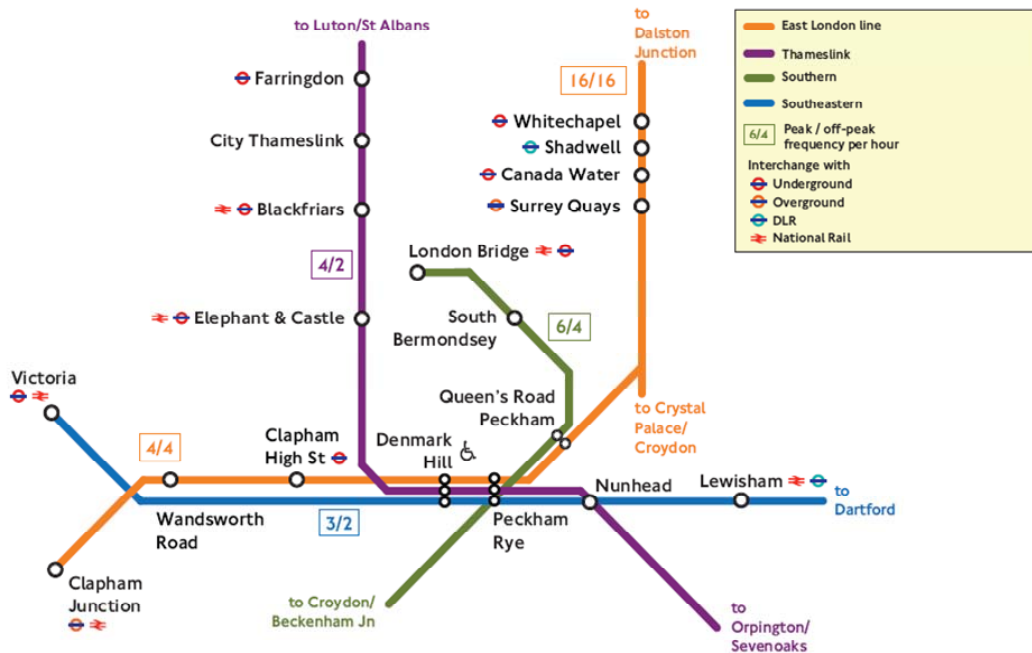 to Luton/St Albans
Farringdon
City Thameslink
Blackfriars
4/2
Elephant & Castle
to
Dalston
Junction
16/16
Whitechapel
Shadwell
Canada Water
Surrey Quays
London Bridge
South
Bermondsey
6/4
Queen's Road
Peckham
to Crystal
Palace/
Croydon
Victoria
4/4
Clapham
High St
Denmark
Hill
Wandsworth
Road
3/2
Peckham
Rye
Nunhead
Lewisham
to
Dartford
Clapham
Junction
to Croydon/
Beckenham Jn
to
Orpington/
Sevenoaks
East London line
Thameslink
Southern
Southeastern
6/4
Peak / off-peak
frequency per hour
Interchange with
Underground
Overground
DLR
National Rail